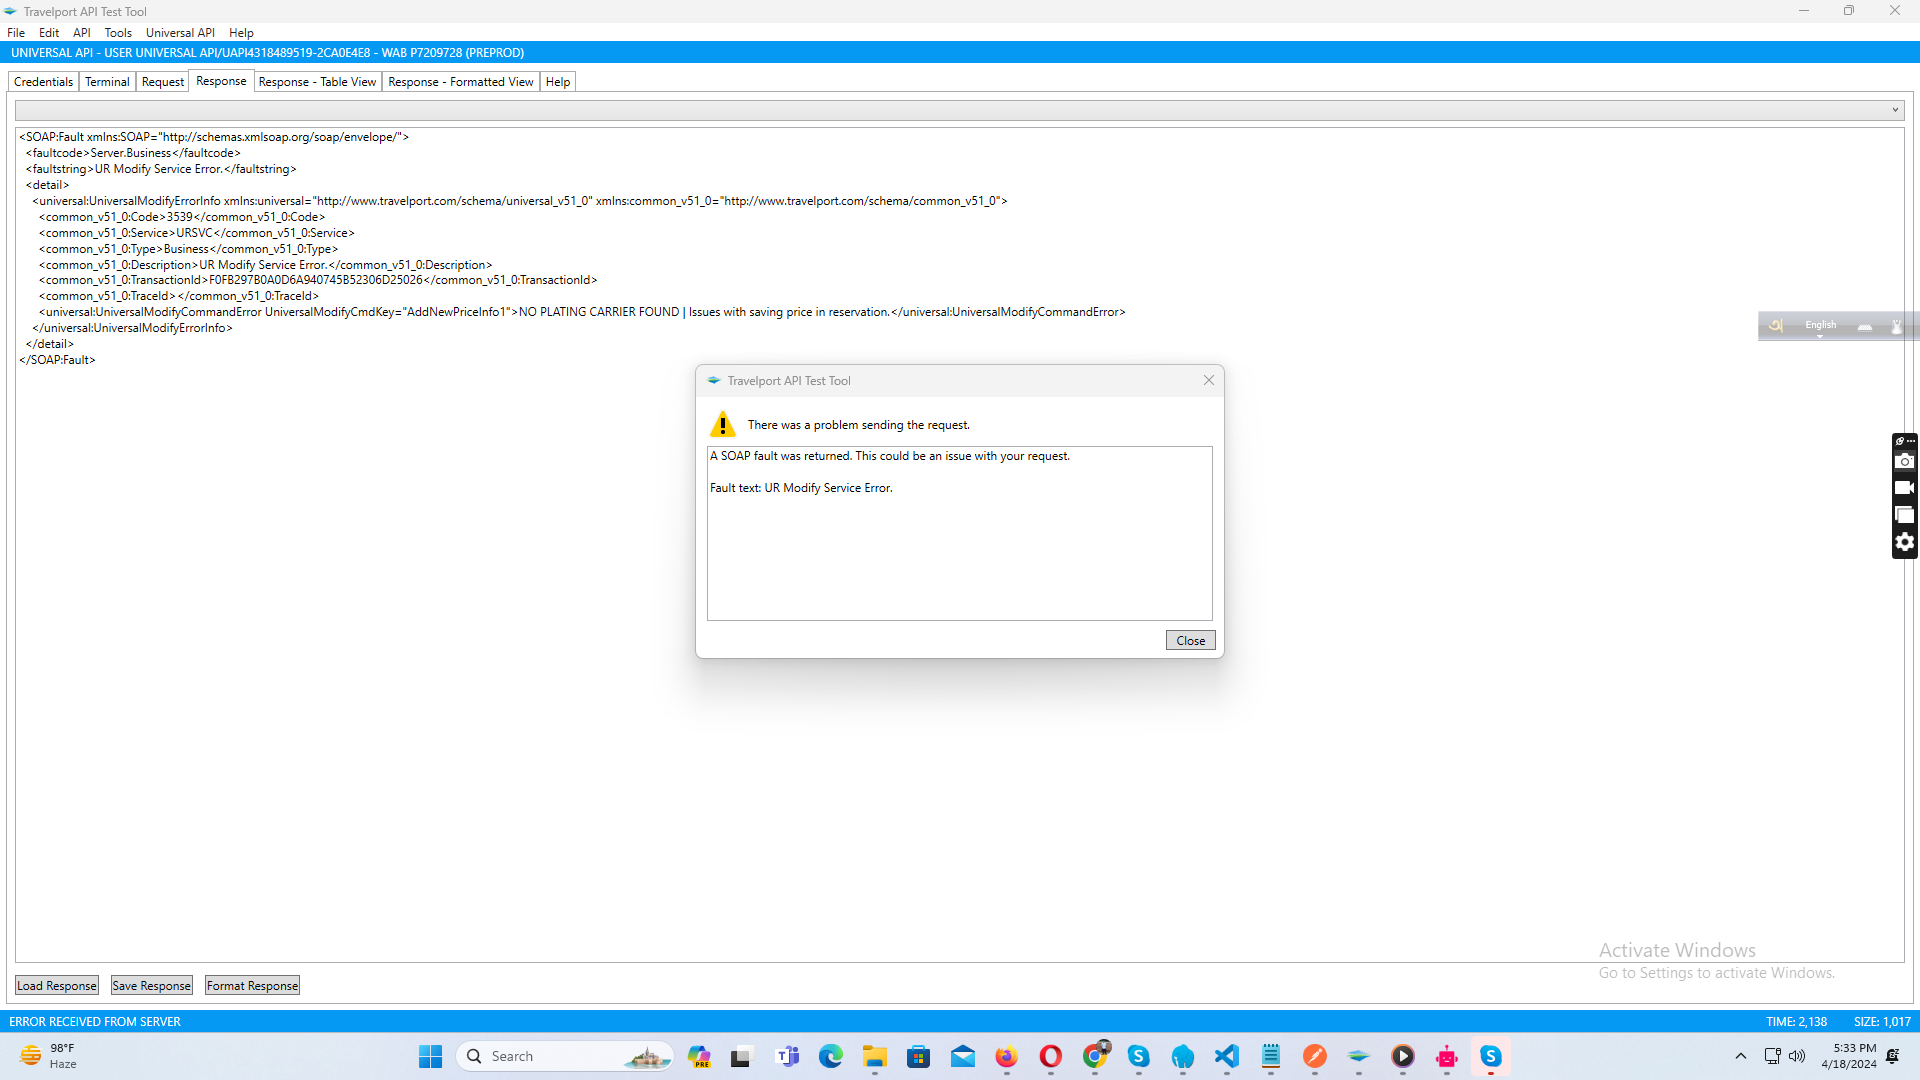 Travelport API Test Tool
File Edit API Tools Universal API Help
UNIVERSAL API - USER UNIVERSAL API/UAPI4318489519-2CA0E4E8 - WAB P7209728 (PREPROD)
Credentials Terminal Request Response Response - Table View Response - Formatted View Help
<SOAP:Fault xmlns:SOAP="http://schemas.xmlsoap.org/soap/envelope/">
<faultcode>Server.Business</faultcode>
<faultstring>UR Modify Service Error.</faultstring>
<detail>
<universal:UniversalModifyErrorInfo xmlns:universal="http://www.travelport.com/schema/universal_v51_0" xmlns:common_v51_0="http://www.travelport.com/schema/common_v51_0">
<common_v51_0:Code>3539</common_v51_0:Code>
<common_v51_0:Service>URSVC</common_v51_0:Service>
<common_v51_0:Type>Business</common_v51_0:Type>
<common_v51_0:Description>UR Modify Service Error.</common_v51_0:Description>
<common_v51_0:TransactionId>F0FB297B0A0D6A940745B52306D25026</common_v51_0:TransactionId>
<common_v51_0:TraceId></common_v51_0:TraceId>
<universal:UniversalModifyCommandError UniversalModifyCmdKey="AddNewPriceInfo1">NO PLATING CARRIER FOUND | Issues with saving price in reservation.</universal:UniversalModifyCommandError>
</universal:UniversalModifyErrorInfo>
</detail>
</SOAP:Fault>
English
Travelport API Test Tool
There was a problem sending the request.
A SOAP fault was returned. This could be an issue with your request.
Fault text: UR Modify Service Error.
Close
Activate Windows
Go to Settings to activate Windows.
Load Response Save Response Format Response
ERROR RECEIVED FROM SERVER TIME: 2,138 SIZE: 1,017
98°F
Haze
Search
PRE
5:33 PM
4/18/2024